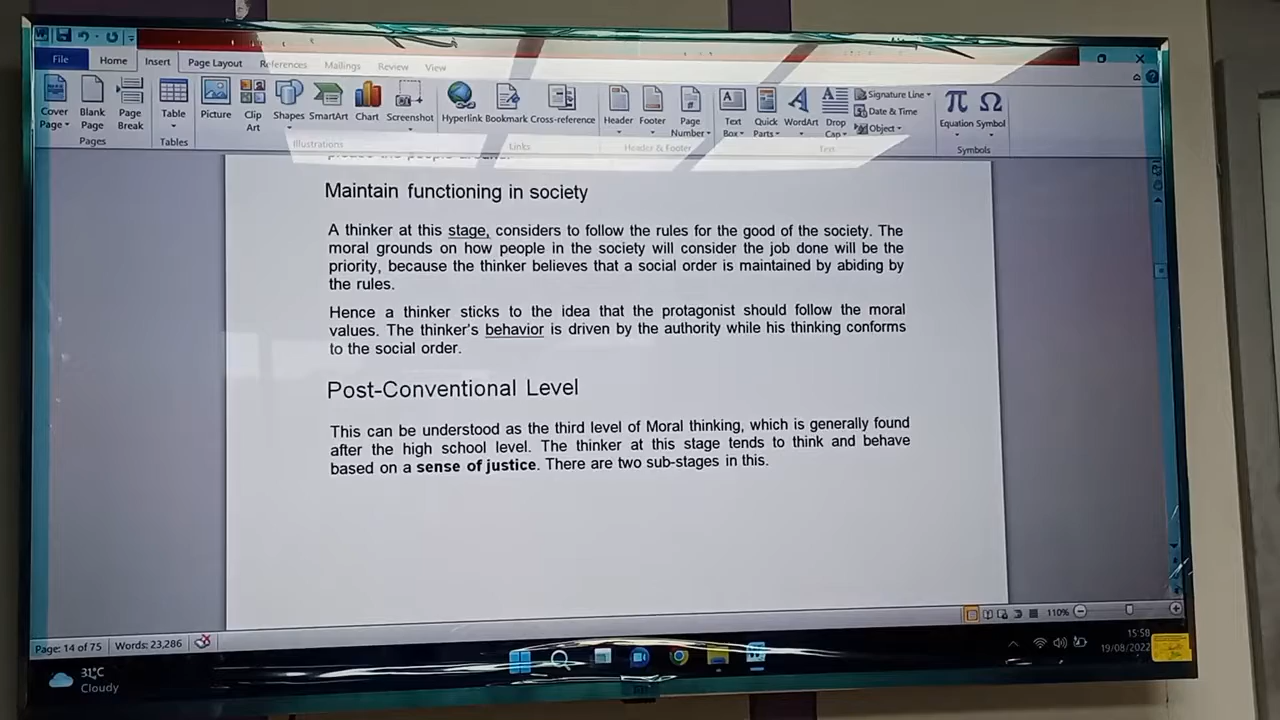 File Home Insert Page Layout References Mailings Review View
Cover Page Blank Page Page Break Table Picture Clip Art Shapes SmartArt Chart Screenshot Hyperlink Bookmark Cross-reference Header Footer Page Number Text Box Quick Parts WordArt Drop Cap Signature Line Date & Time Object Equation Symbol
Pages Tables Illustrations Links Header & Footer Text Symbols
Maintain functioning in society
A thinker at this stage, considers to follow the rules for the good of the society. The
moral grounds on how people in the society will consider the job done will be the
priority, because the thinker believes that a social order is maintained by abiding by
the rules.
Hence a thinker sticks to the idea that the protagonist should follow the moral
values. The thinker's behavior is driven by the authority while his thinking conforms
to the social order.
Post-Conventional Level
This can be understood as the third level of Moral thinking, which is generally found
after the high school level. The thinker at this stage tends to think and behave
based on a sense of justice. There are two sub-stages in this.
110%
Page: 14 of 75 Words: 23,286
31°C
Cloudy
15:58
19/08/2022